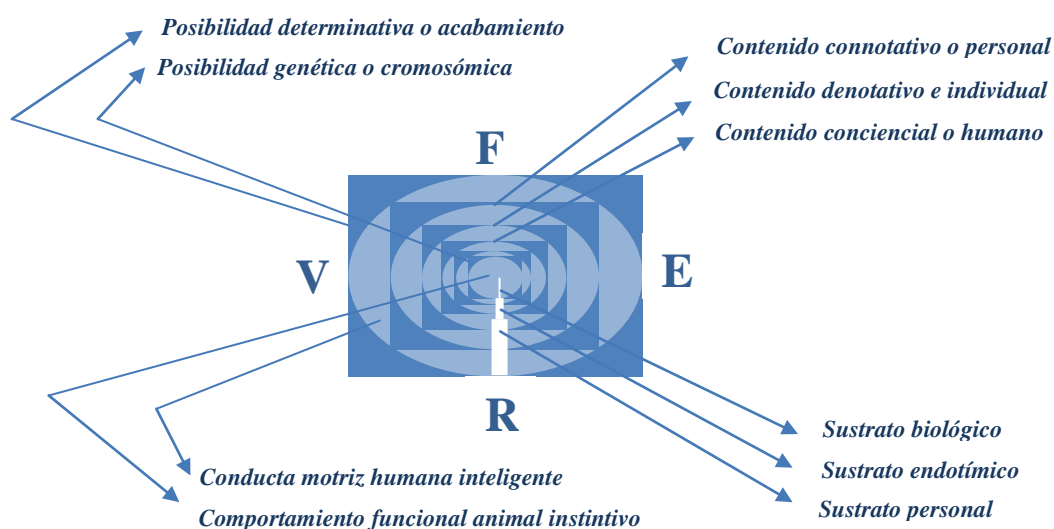 Posibilidad determinativa o acabamiento
Posibilidad genética o cromosómica
Contenido connotativo o personal
Contenido denotativo e individual
Contenido conciencial o humano
F
V
E
R
Sustrato biológico
Sustrato endotímico
Sustrato personal
Conducta motriz humana inteligente
Comportamiento funcional animal instintivo